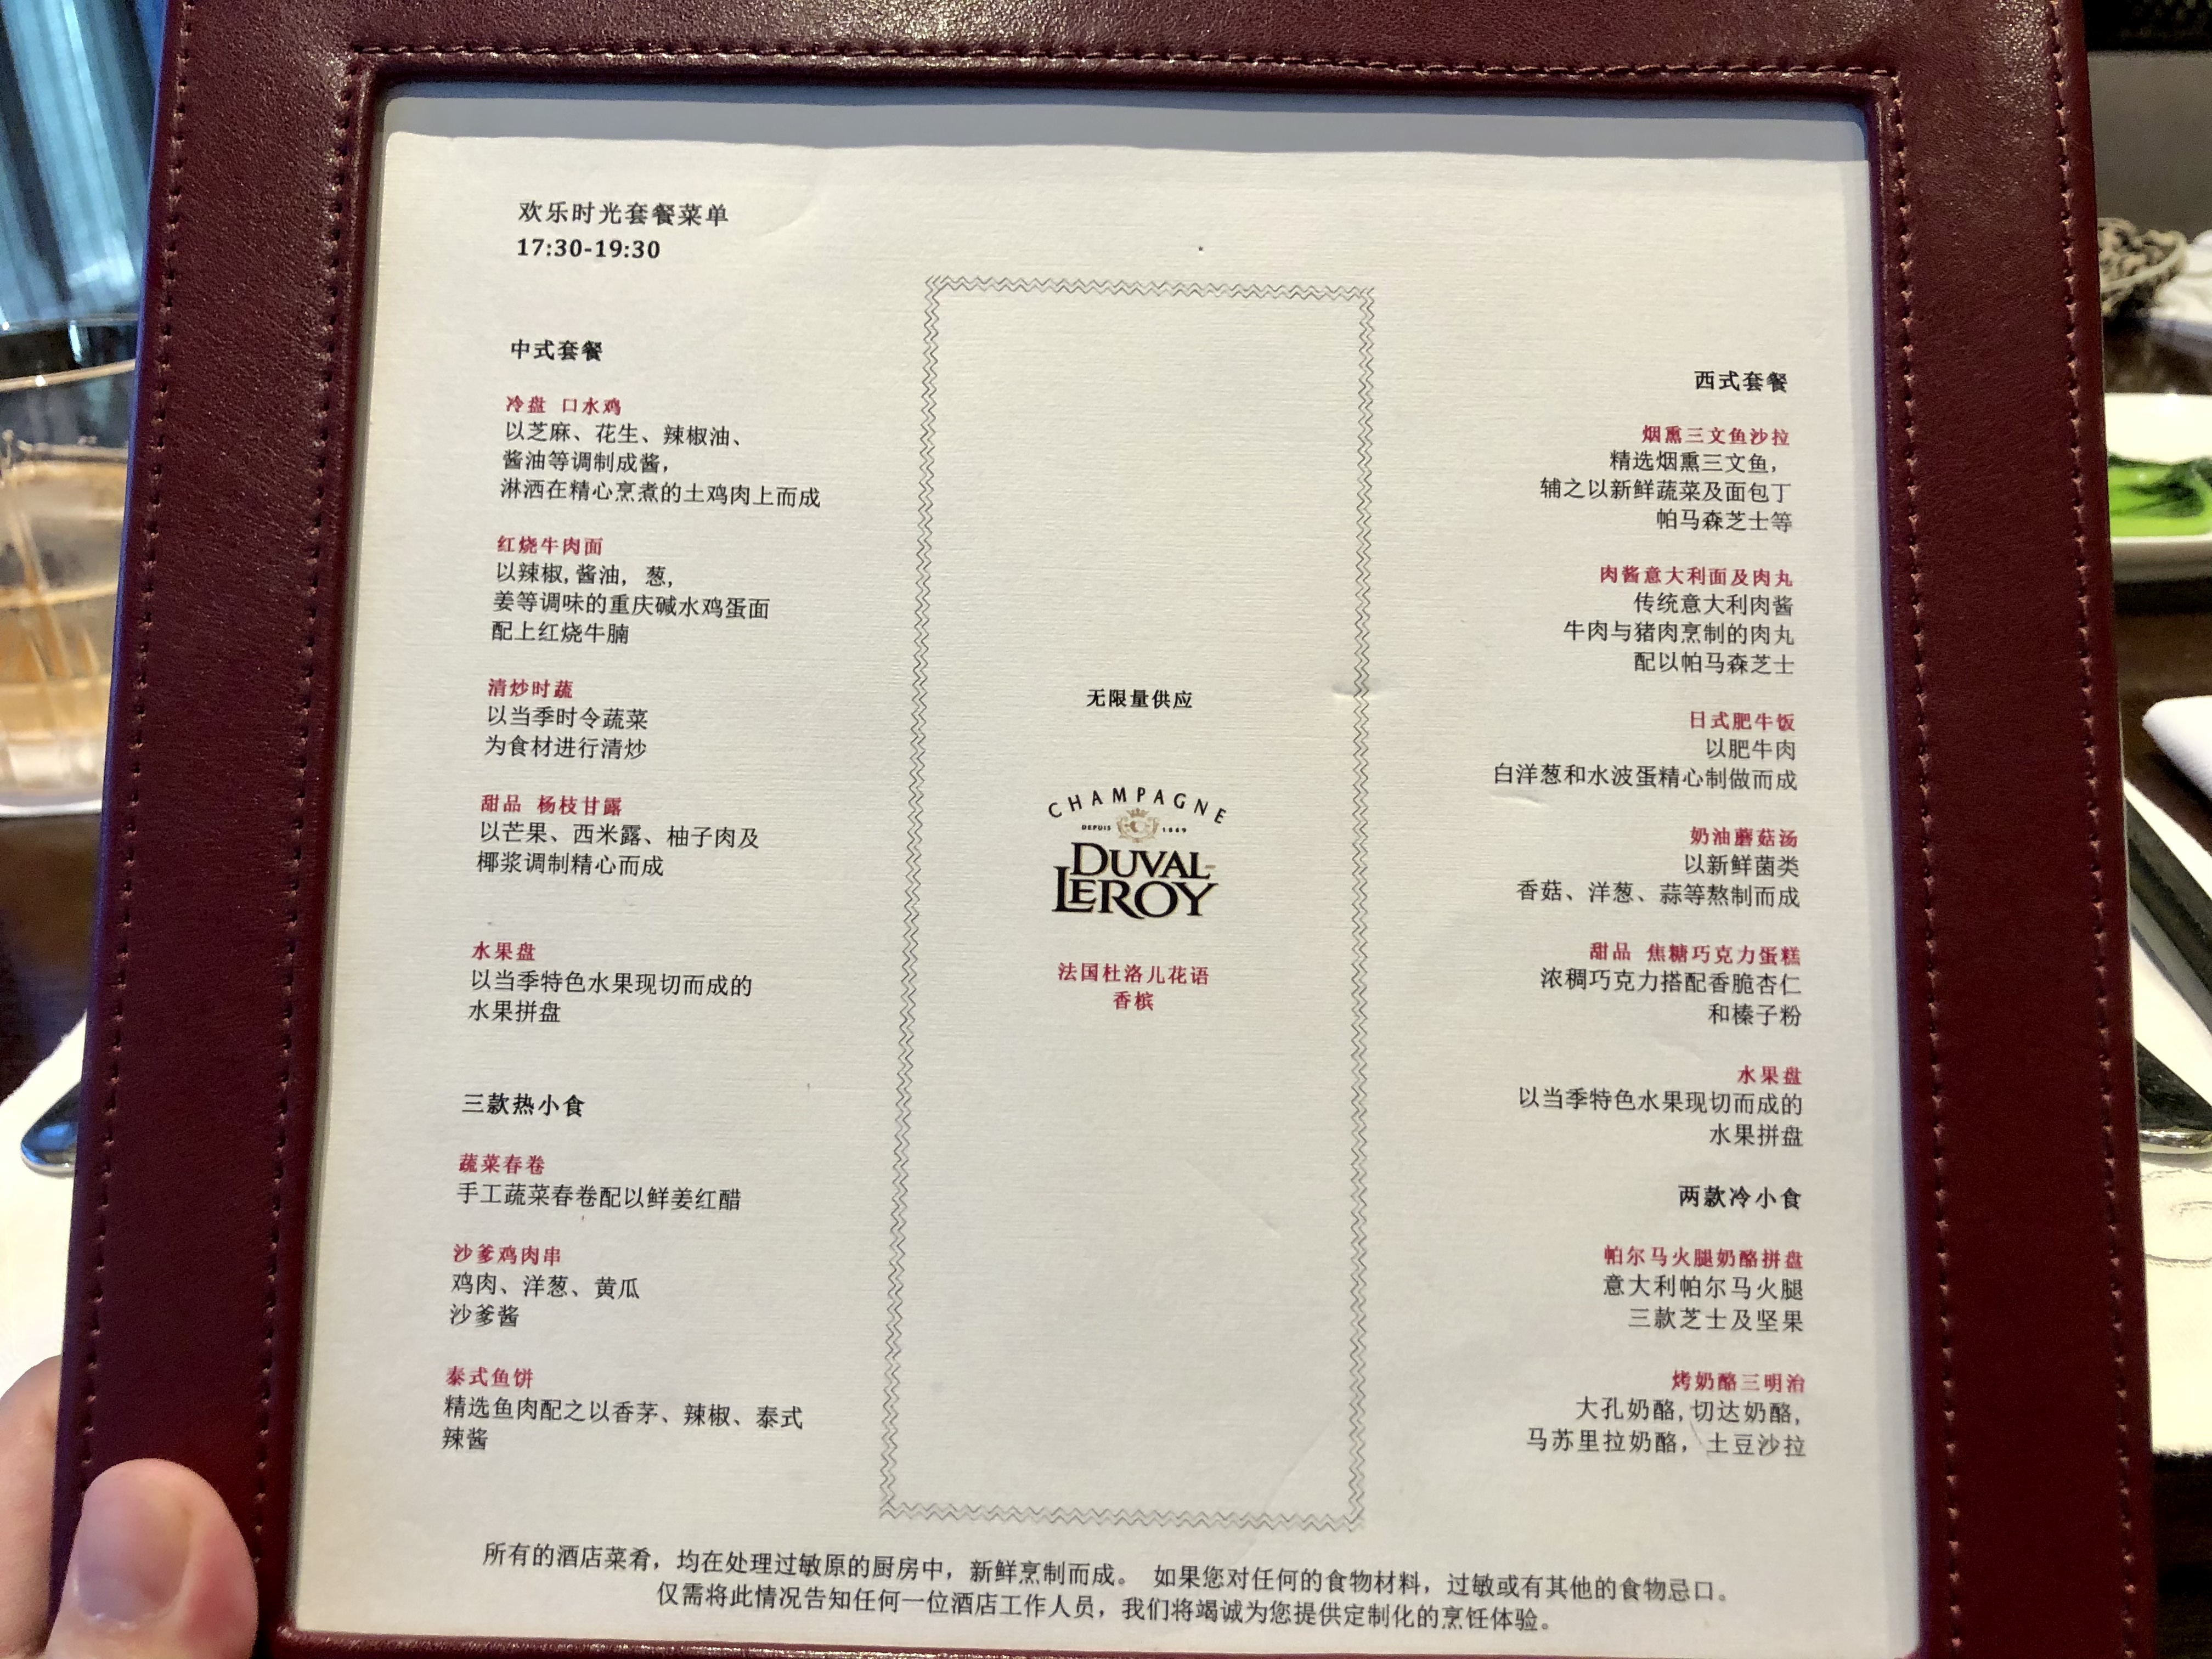 欢乐时光套餐菜单
17:30-19:30
中式套餐
冷盘 口水鸡
以芝麻、花生、辣椒油、
酱油等调制成酱，
淋洒在精心烹煮的土鸡肉上而成
红烧牛肉面
以辣椒,酱油，葱,
姜等调味的重庆碱水鸡蛋面
配上红烧牛腩
清炒时蔬
以当季时令蔬菜
为食材进行清炒
甜品 杨枝甘露
以芒果、西米露、柚子肉及
椰浆调制精心而成
水果盘
以当季特色水果现切而成的
水果拼盘
三款热小食
蔬菜春卷
手工蔬菜春卷配以鲜姜红醋
沙爹鸡肉串
鸡肉、洋葱、黄瓜
沙爹酱
泰式鱼饼
精选鱼肉配之以香茅、辣椒、泰式
辣酱
无限量供应
CHAMPAGNE
DEPUIS 1859
DUVAL-
LEROY
法国杜洛儿花语
香槟
西式套餐
烟熏三文鱼沙拉
精选烟熏三文鱼，
辅之以新鲜蔬菜及面包丁
帕马森芝士等
肉酱意大利面及肉丸
传统意大利肉酱
牛肉与猪肉烹制的肉丸
配以帕马森芝士
日式肥牛饭
以肥牛肉
白洋葱和水波蛋精心制做而成
奶油蘑菇汤
以新鲜菌类
香菇、洋葱、蒜等熬制而成
甜品 焦糖巧克力蛋糕
浓稠巧克力搭配香脆杏仁
和榛子粉
水果盘
以当季特色水果现切而成的
水果拼盘
两款冷小食
帕尔马火腿奶酪拼盘
意大利帕尔马火腿
三款芝士及坚果
烤奶酪三明治
大孔奶酪,切达奶酪,
马苏里拉奶酪，土豆沙拉
所有的酒店菜肴，均在处理过敏原的厨房中，新鲜烹制而成。 如果您对任何的食物材料，过敏或有其他的食物忌口。
仅需将此情况告知任何一位酒店工作人员，我们将竭诚为您提供定制化的烹饪体验。